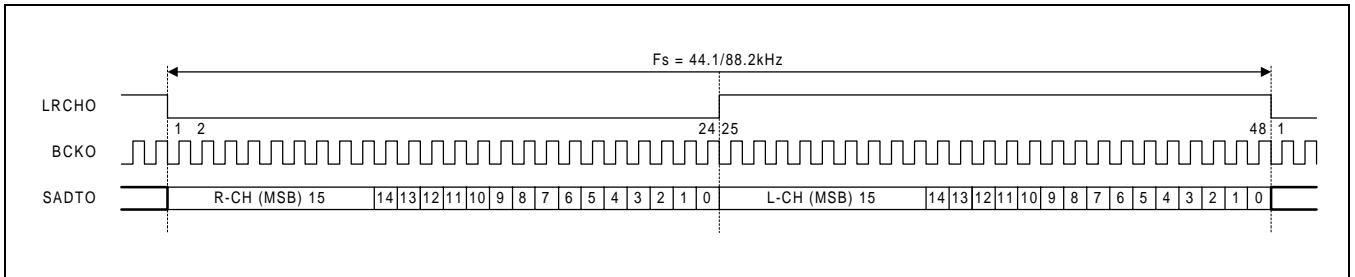 Fs = 44.1/88.2kHz
LRCHO
1 2 24 25 48 1
BCKO
SADTO R-CH (MSB) 15 14 13 12 11 10 9 8 7 6 5 4 3 2 1 0 L-CH (MSB) 15 14 13 12 11 10 9 8 7 6 5 4 3 2 1 0